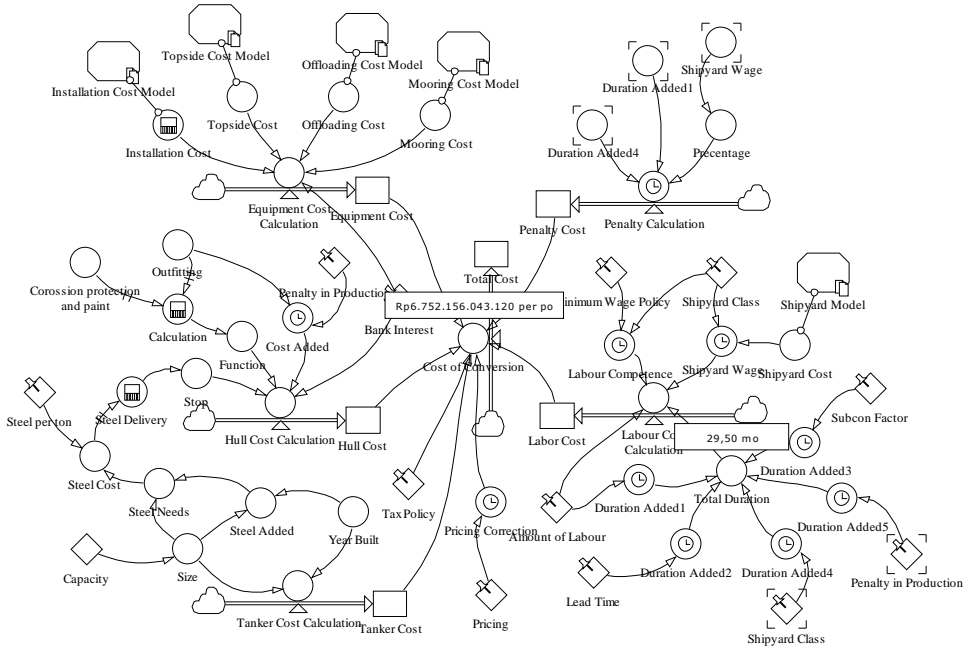 Topside Cost Model
Offloading Cost Model
Installation Cost Model
Mooring Cost Model
Shipyard Wage
Duration Added1
Topside Cost
Offloading Cost
Mooring Cost
Installation Cost
Duration Added4
Precentage
Equipment Cost
Calculation
Equipment Cost
Penalty Cost
Penalty Calculation
Outfitting
Corossion protection
and paint
Penalty in Production
Total Cost
Rp6.752.156.043.120 per po
inimum Wage Policy
Shipyard Class
Shipyard Model
Calculation
Cost Added
Bank Interest
Function
Cost of Conversion
Labour Competence
Shipyard Wage
Shipyard Cost
Steel per ton
Steel Delivery
Stop
Hull Cost Calculation
Hull Cost
Labor Cost
Labour Co
Calculation
29,50 mo
Subcon Factor
Steel Cost
Duration Added3
Total Duration
Steel Needs
Steel Added
Year Built
Tax Policy
Pricing Correction
Amount of Labour
Duration Added1
Duration Added5
Capacity
Size
Duration Added2
Duration Added4
Penalty in Production
Lead Time
Tanker Cost Calculation
Tanker Cost
Pricing
Shipyard Class